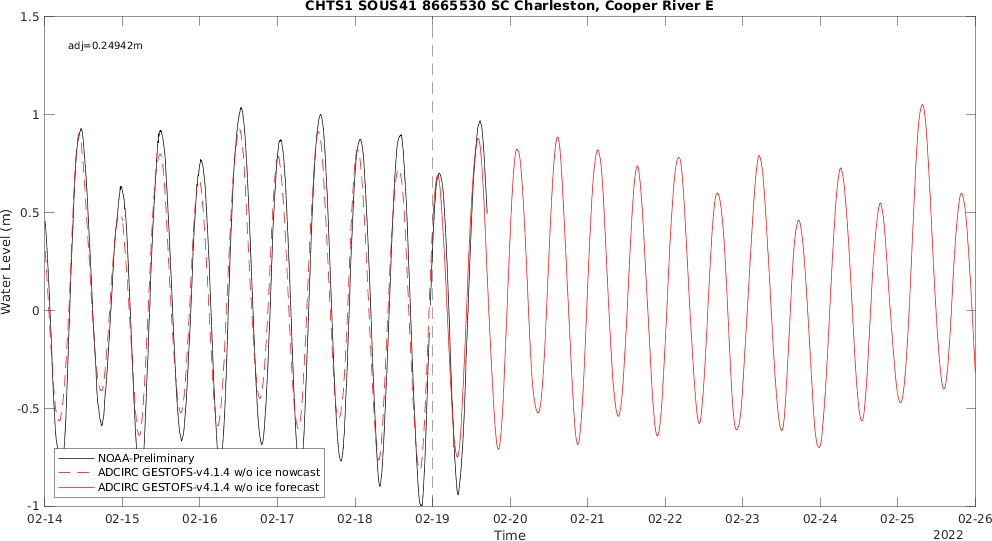 CHTS1 SOUS41 8665530 SC Charleston, Cooper River E
adj=0.24942m
1.5
1
0.5
0
-0.5
-1
Water Level (m)
NOAA-Preliminary
ADCIRC GESTOFS-v4.1.4 w/o ice nowcast
ADCIRC GESTOFS-v4.1.4 w/o ice forecast
02-14 02-15 02-16 02-17 02-18 02-19 02-20 02-21 02-22 02-23 02-24 02-25 02-26
Time
2022